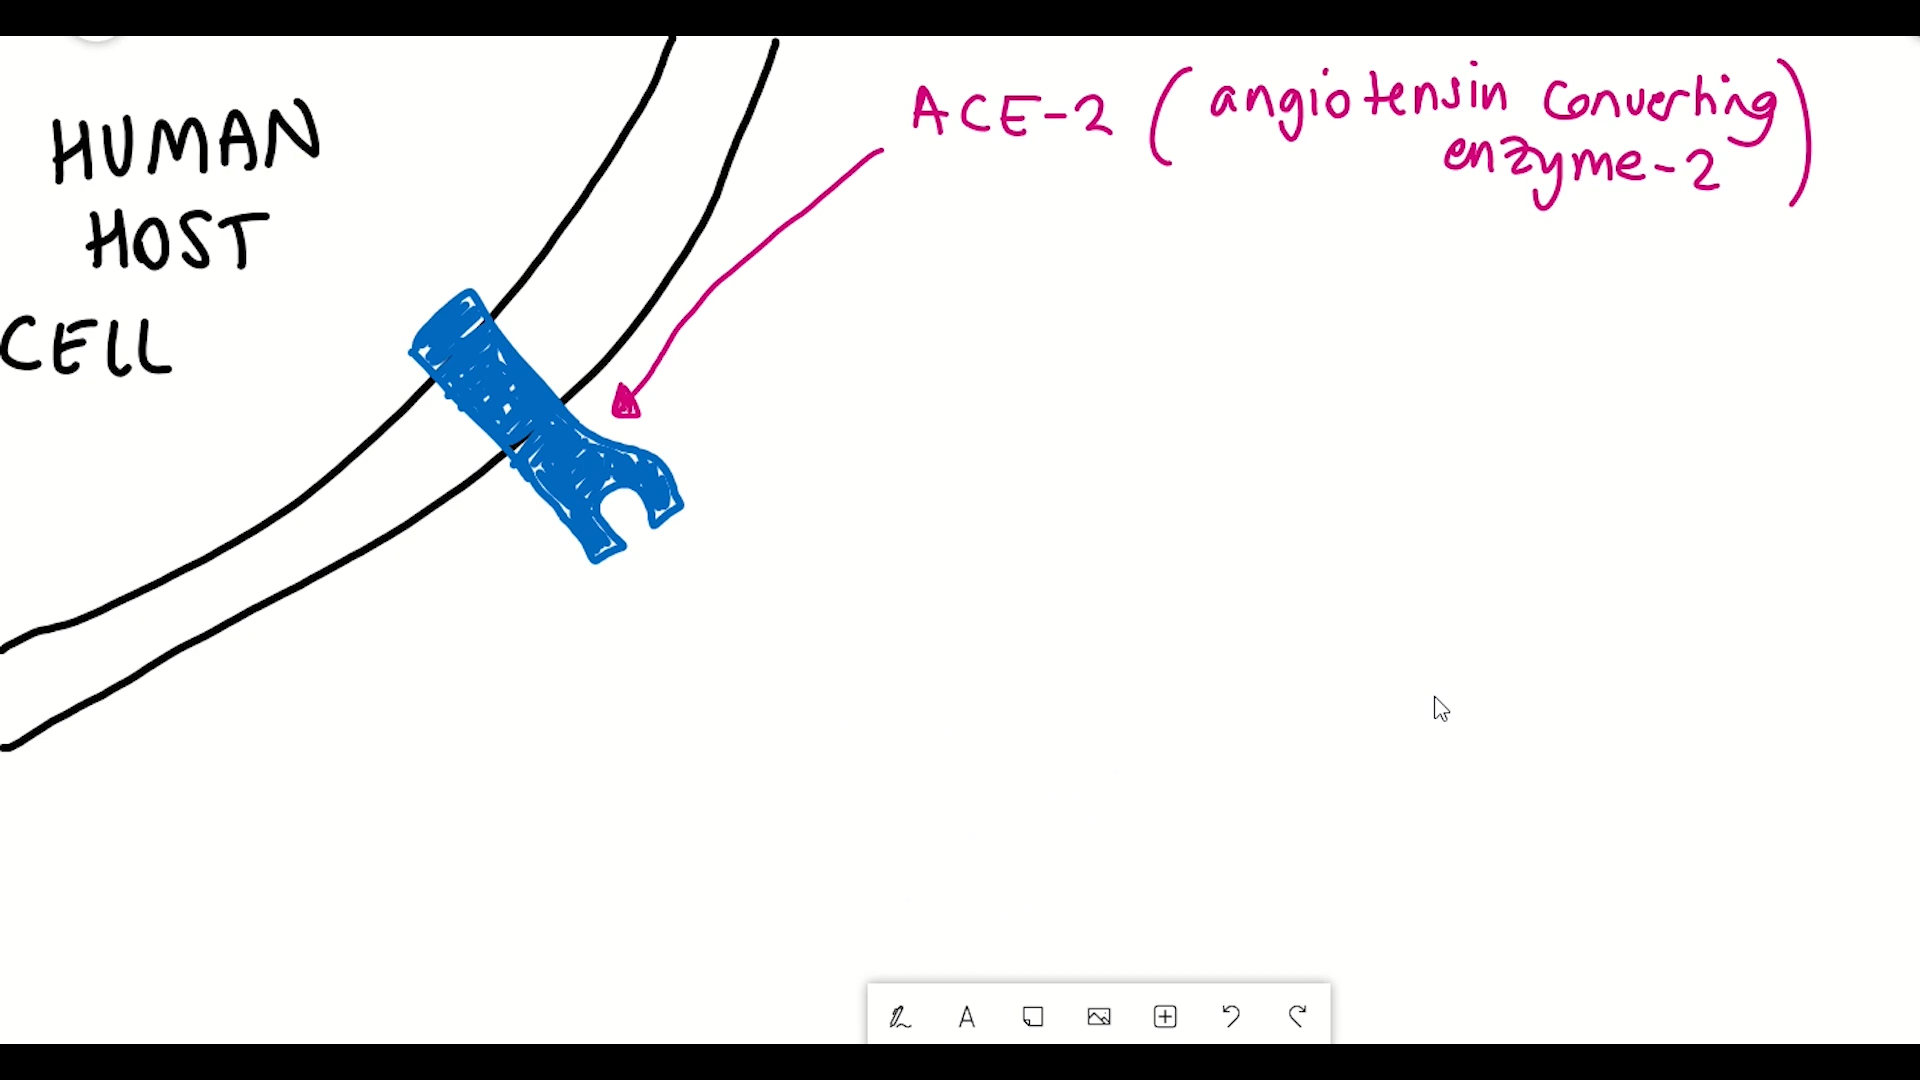 HUMAN
HOST
CELL
ACE-2 (angiotensin converting
enzyme-2)